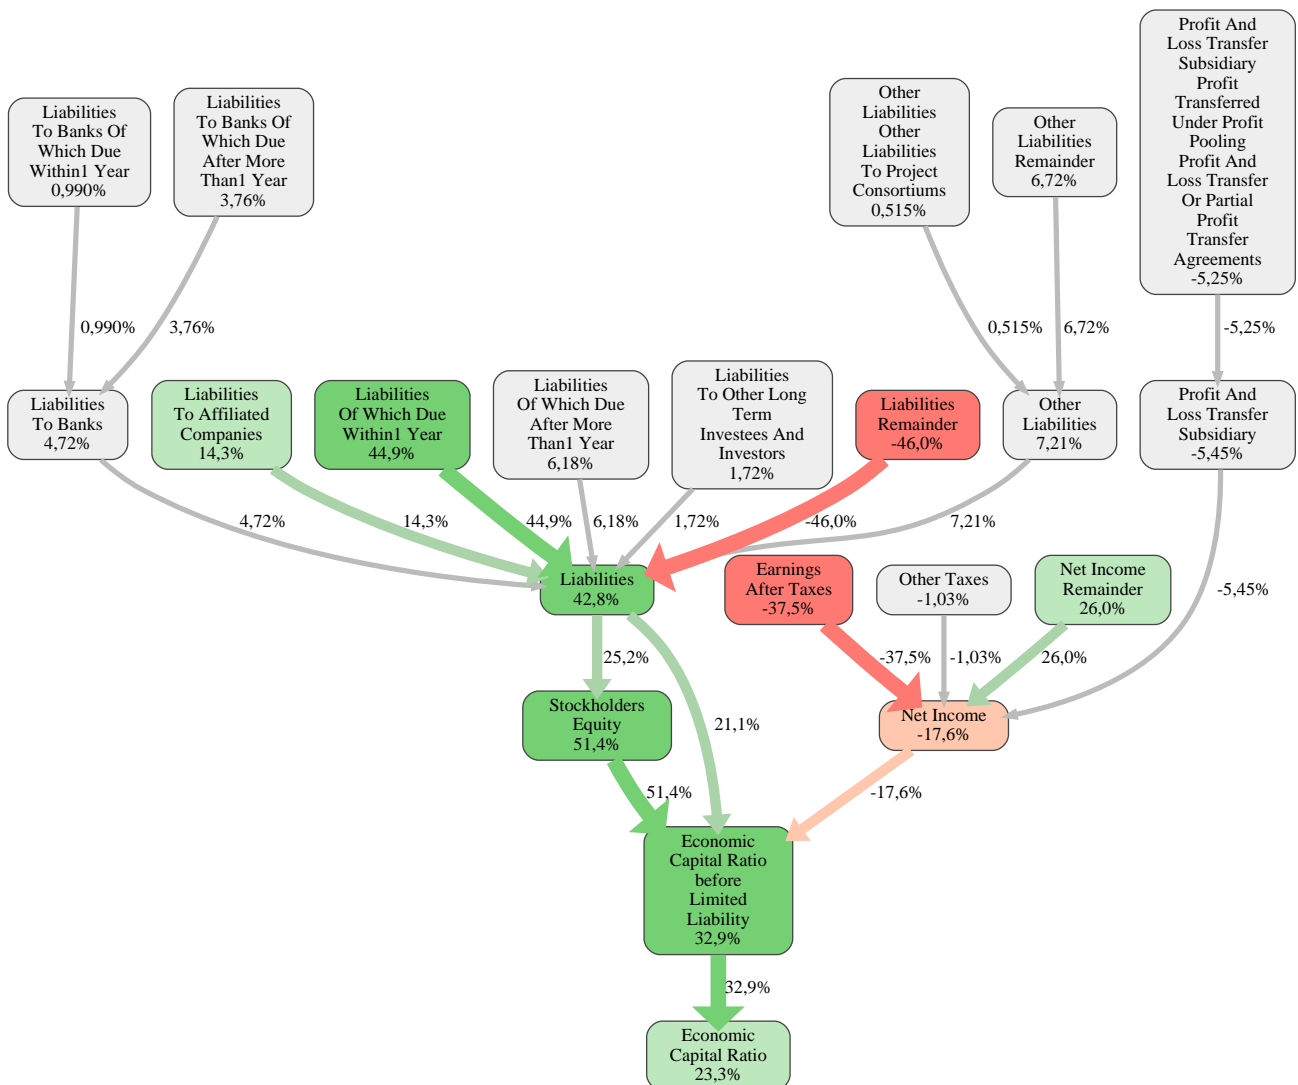 Profit And
Loss Transfer
Subsidiary
Profit
Transferred
Under Profit
Pooling
Profit And
Loss Transfer
Or Partial
Profit
Transfer
Agreements
-5,25%
Liabilities
To Banks Of
Which Due
Within1 Year
0,990%
Liabilities
To Banks Of
Which Due
After More
Than1 Year
3,76%
Other
Liabilities
Other
Liabilities
To Project
Consortiums
0,515%
Other
Liabilities
Remainder
6,72%
0,990%
3,76%
0,515%
6,72%
-5,25%
Liabilities
To Banks
4,72%
Liabilities
To Affiliated
Companies
14,3%
Liabilities
Of Which Due
Within1 Year
44,9%
Liabilities
Of Which Due
After More
Than1 Year
6,18%
Liabilities
To Other Long
Term
Investees And
Investors
1,72%
Liabilities
Remainder
-46,0%
Other
Liabilities
7,21%
Profit And
Loss Transfer
Subsidiary
-5,45%
4,72%
14,3%
44,9%
6,18%
1,72%
-46,0%
7,21%
-5,45%
Liabilities
42,8%
Earnings
After Taxes
-37,5%
Other Taxes
-1,03%
Net Income
Remainder
26,0%
25,2%
21,1%
-37,5%
-1,03%
26,0%
Stockholders
Equity
51,4%
Net Income
-17,6%
51,4%
-17,6%
Economic
Capital Ratio
before
Limited
Liability
32,9%
32,9%
Economic
Capital Ratio
23,3%